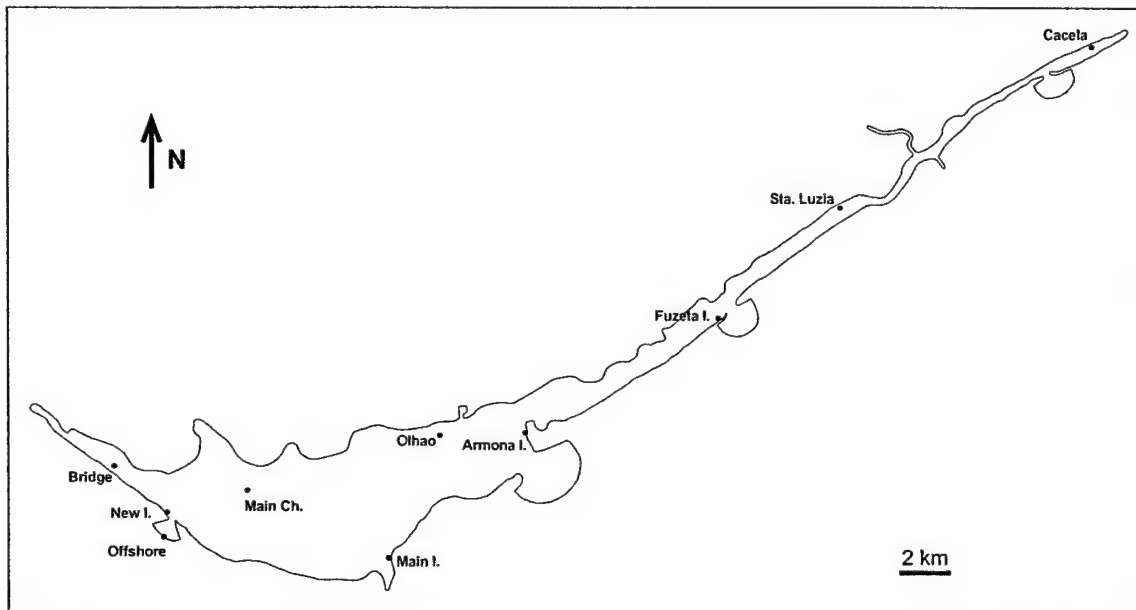 Cacela
N
Sta. Luzia
Fuzeta I.
Olhao
Armona I.
Bridge
Main Ch.
New I.
Offshore
Main I.
2 km